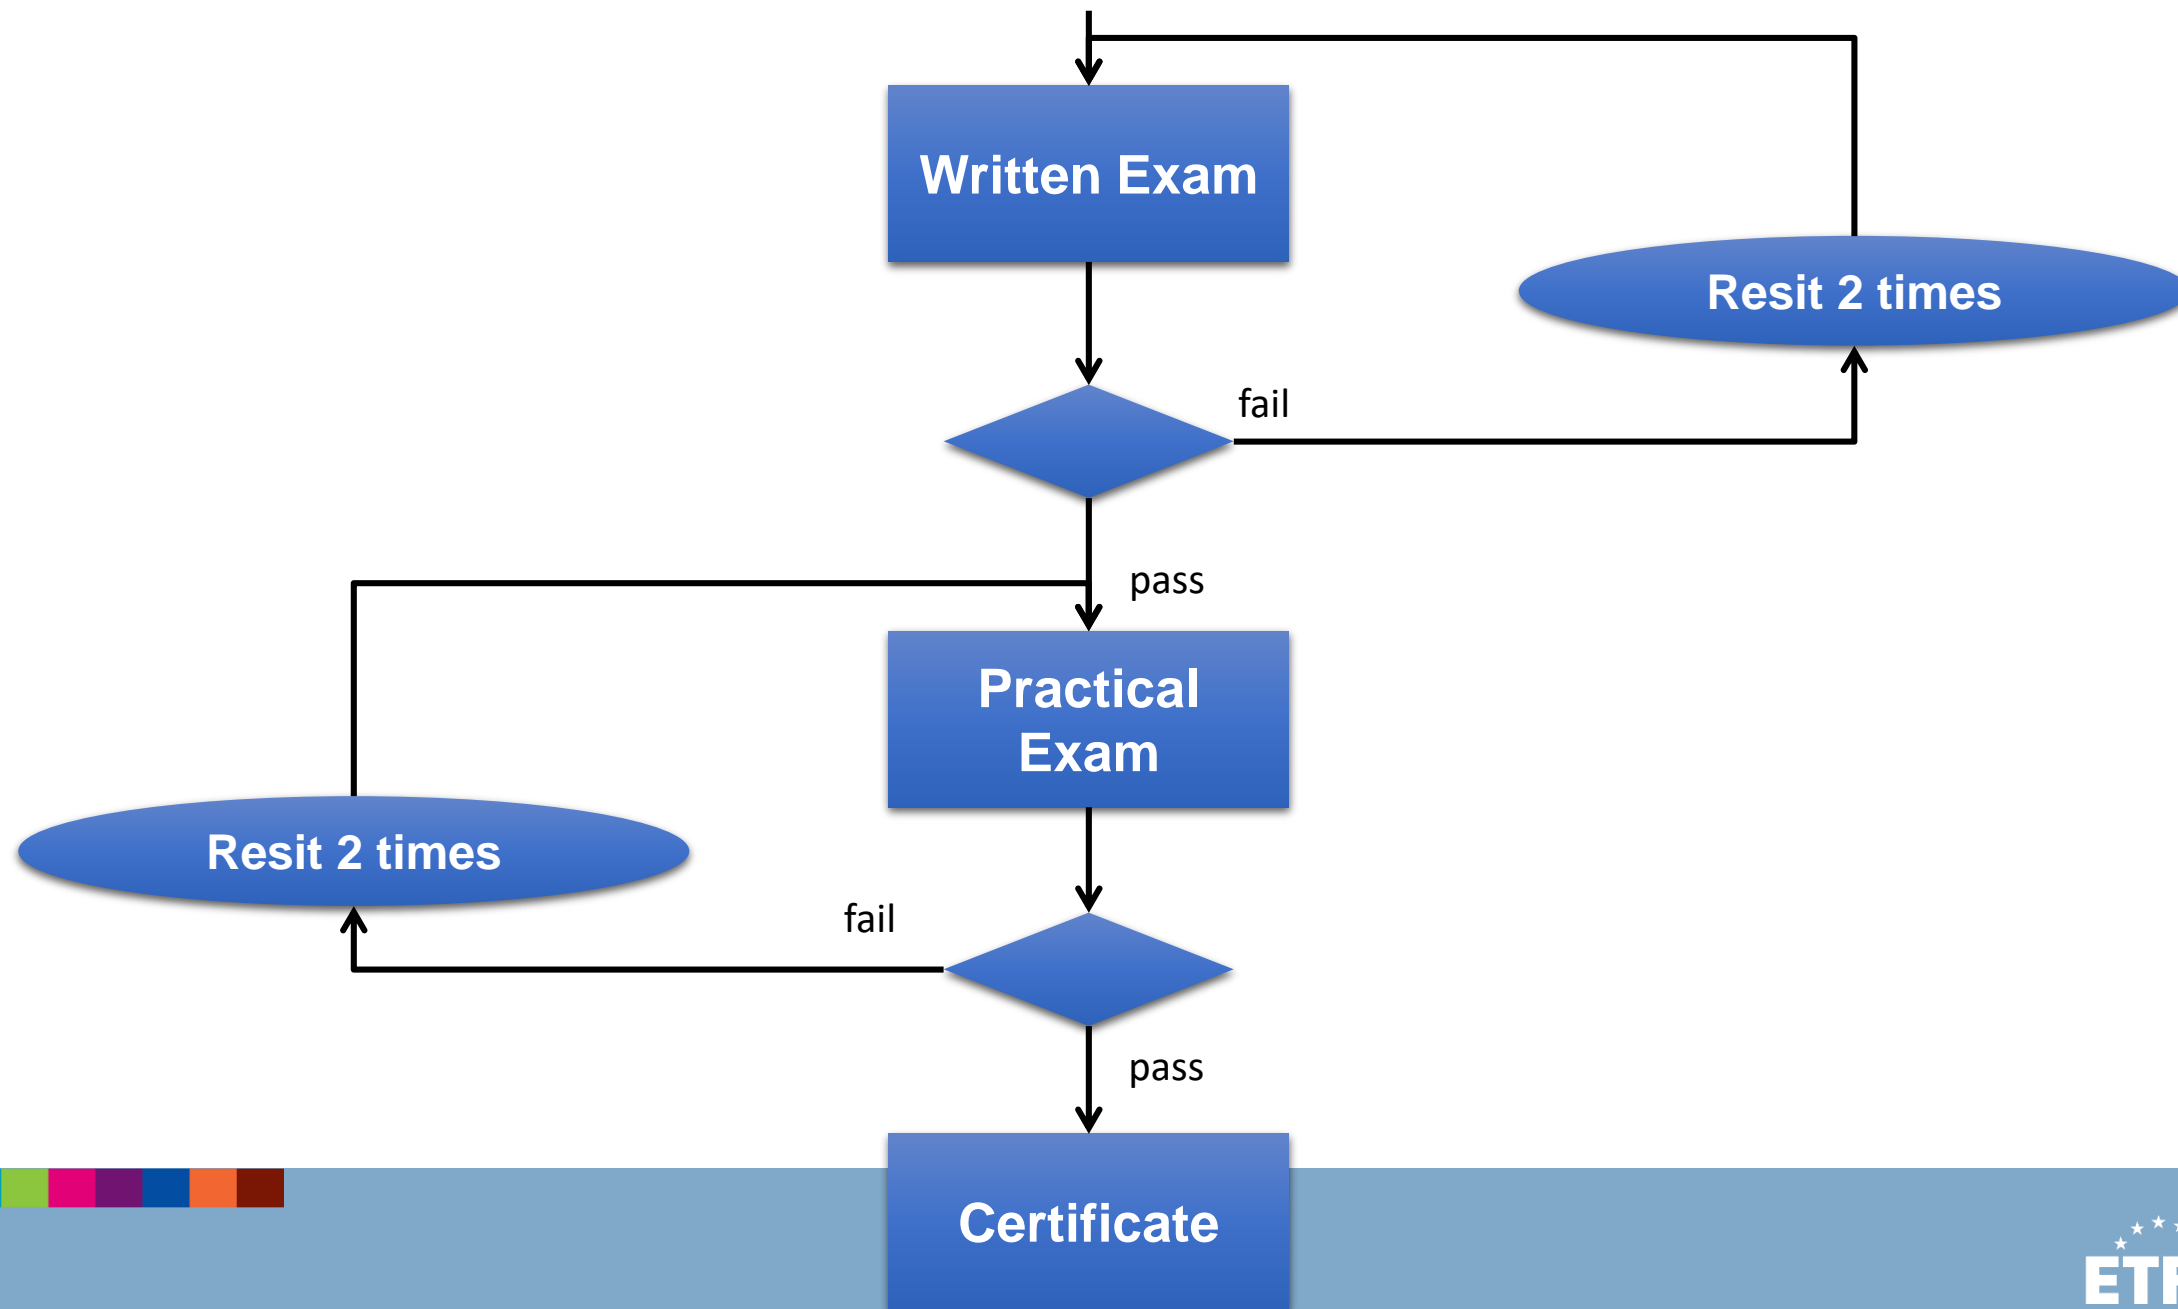 Written Exam
Resit 2 times
fail
pass
Practical
Exam
Resit 2 times
fail
pass
Certificate